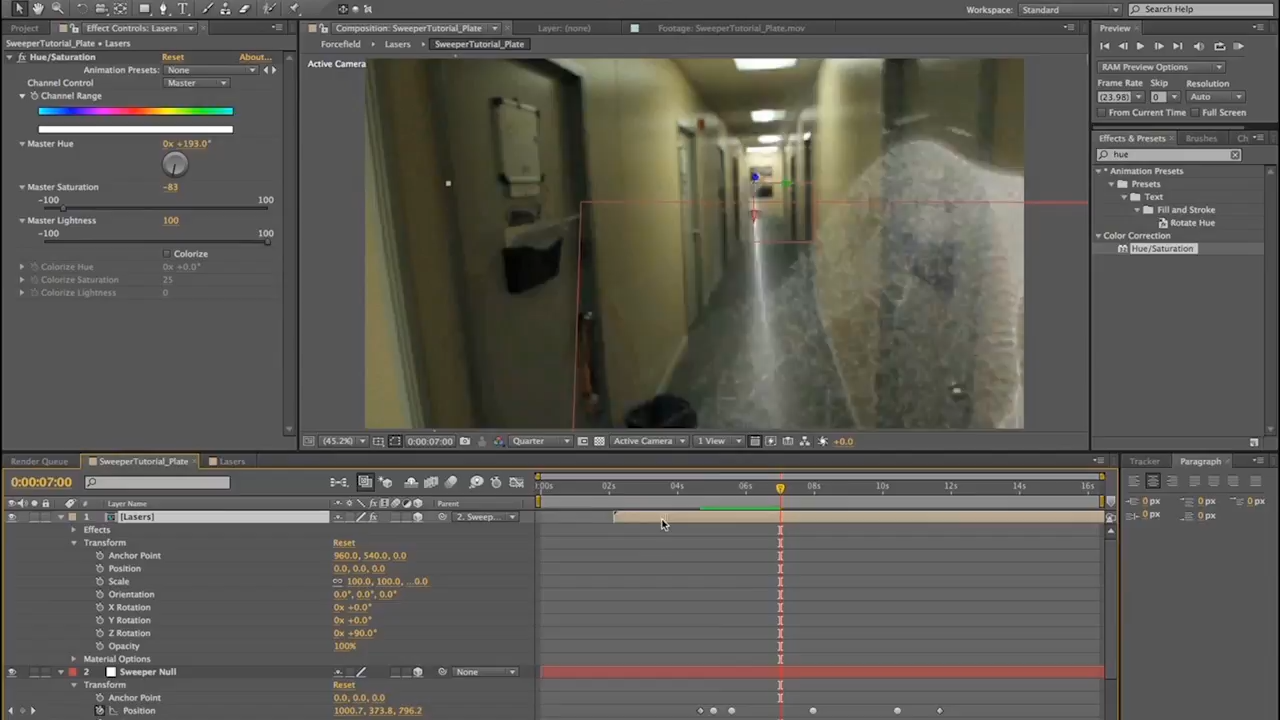 Workspace: Standard
Search Help
Project
Effect Controls: Lasers
Composition: SweeperTutorial_Plate
Layer: (none)
Footage: SweeperTutorial_Plate.mov
Preview
SweeperTutorial_Plate • Lasers
Forcefield Lasers SweeperTutorial_Plate
Hue/Saturation Reset About...
Animation Presets: None
Channel Control Master
Channel Range
Master Hue 0x +193.0°
Master Saturation -83
-100 100
Master Lightness 100
-100 100
Colorize
Colorize Hue 0x +0.0°
Colorize Saturation 25
Colorize Lightness 0
Active Camera
RAM Preview Options
Frame Rate Skip Resolution
(23.98) 0 Auto
From Current Time Full Screen
Effects & Presets Brushes Ch
hue
* Animation Presets
Presets
Text
Fill and Stroke
Rotate Hue
Color Correction
Hue/Saturation
(45.2%) 0:00:07:00 Quarter Active Camera 1 View +0.0
Render Queue SweeperTutorial_Plate Lasers
Tracker Paragraph
0:00:07:00
0 px 0 px 0 px
0 px 0 px
:00s 02s 04s 06s 08s 10s 12s 14s 16s
# Layer Name Parent
1 [Lasers] 2. Sweep...
Effects
Transform Reset
Anchor Point 960.0, 540.0, 0.0
Position 0.0, 0.0, 0.0
Scale 100.0, 100.0, ...0.0
Orientation 0.0°, 0.0°, 0.0°
X Rotation 0x +0.0°
Y Rotation 0x +0.0°
Z Rotation 0x +90.0°
Opacity 100%
Material Options
2 Sweeper Null None
Transform Reset
Anchor Point 0.0, 0.0, 0.0
Position 1000.7, 373.8, 796.2